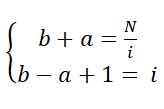 b + a = N/i
b − a + 1 = i